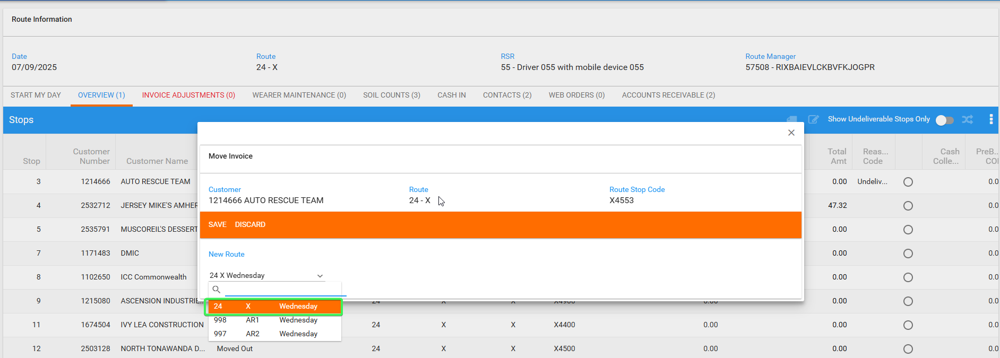 Route Information
Date Route RSR Route Manager
07/09/2025 24 - X 55 - Driver 055 with mobile device 055 57508 - RIXBAIEVLCKBVFKJOGPR
START MY DAY OVERVIEW (1) INVOICE ADJUSTMENTS (0) WEARER MAINTENANCE (0) SOIL COUNTS (3) CASH IN CONTACTS (2) WEB ORDERS (0) ACCOUNTS RECEIVABLE (2)
Stops Show Undeliverable Stops Only
Stop Customer Number Customer Name Total Amt Reas... Code Cash Colle... PreB...
3 1214666 AUTO RESCUE TEAM 0.00 Undeliv... 0.0
4 2532712 JERSEY MIKE'S AMHER 47.32 0.0
5 2535791 MUSCOREIL'S DESSERT 0.00 0.0
7 1171483 DMIC 0.00 0.0
8 1102650 ICC Commonwealth 0.00 0.0
9 1215080 ASCENSION INDUSTRIE... 24 X X X4900 0.00 0.00 0.0
11 1674504 IVY LEA CONSTRUCTION 24 X X X4400 0.00 0.00 0.0
12 2503128 NORTH TONAWANDA D... Moved Out 24 X X X4500 0.00 0.00 0.0
Move Invoice
Customer Route Route Stop Code
1214666 AUTO RESCUE TEAM 24 - X X4553
SAVE DISCARD
New Route
24 X Wednesday
24 X Wednesday
998 AR1 Wednesday
997 AR2 Wednesday